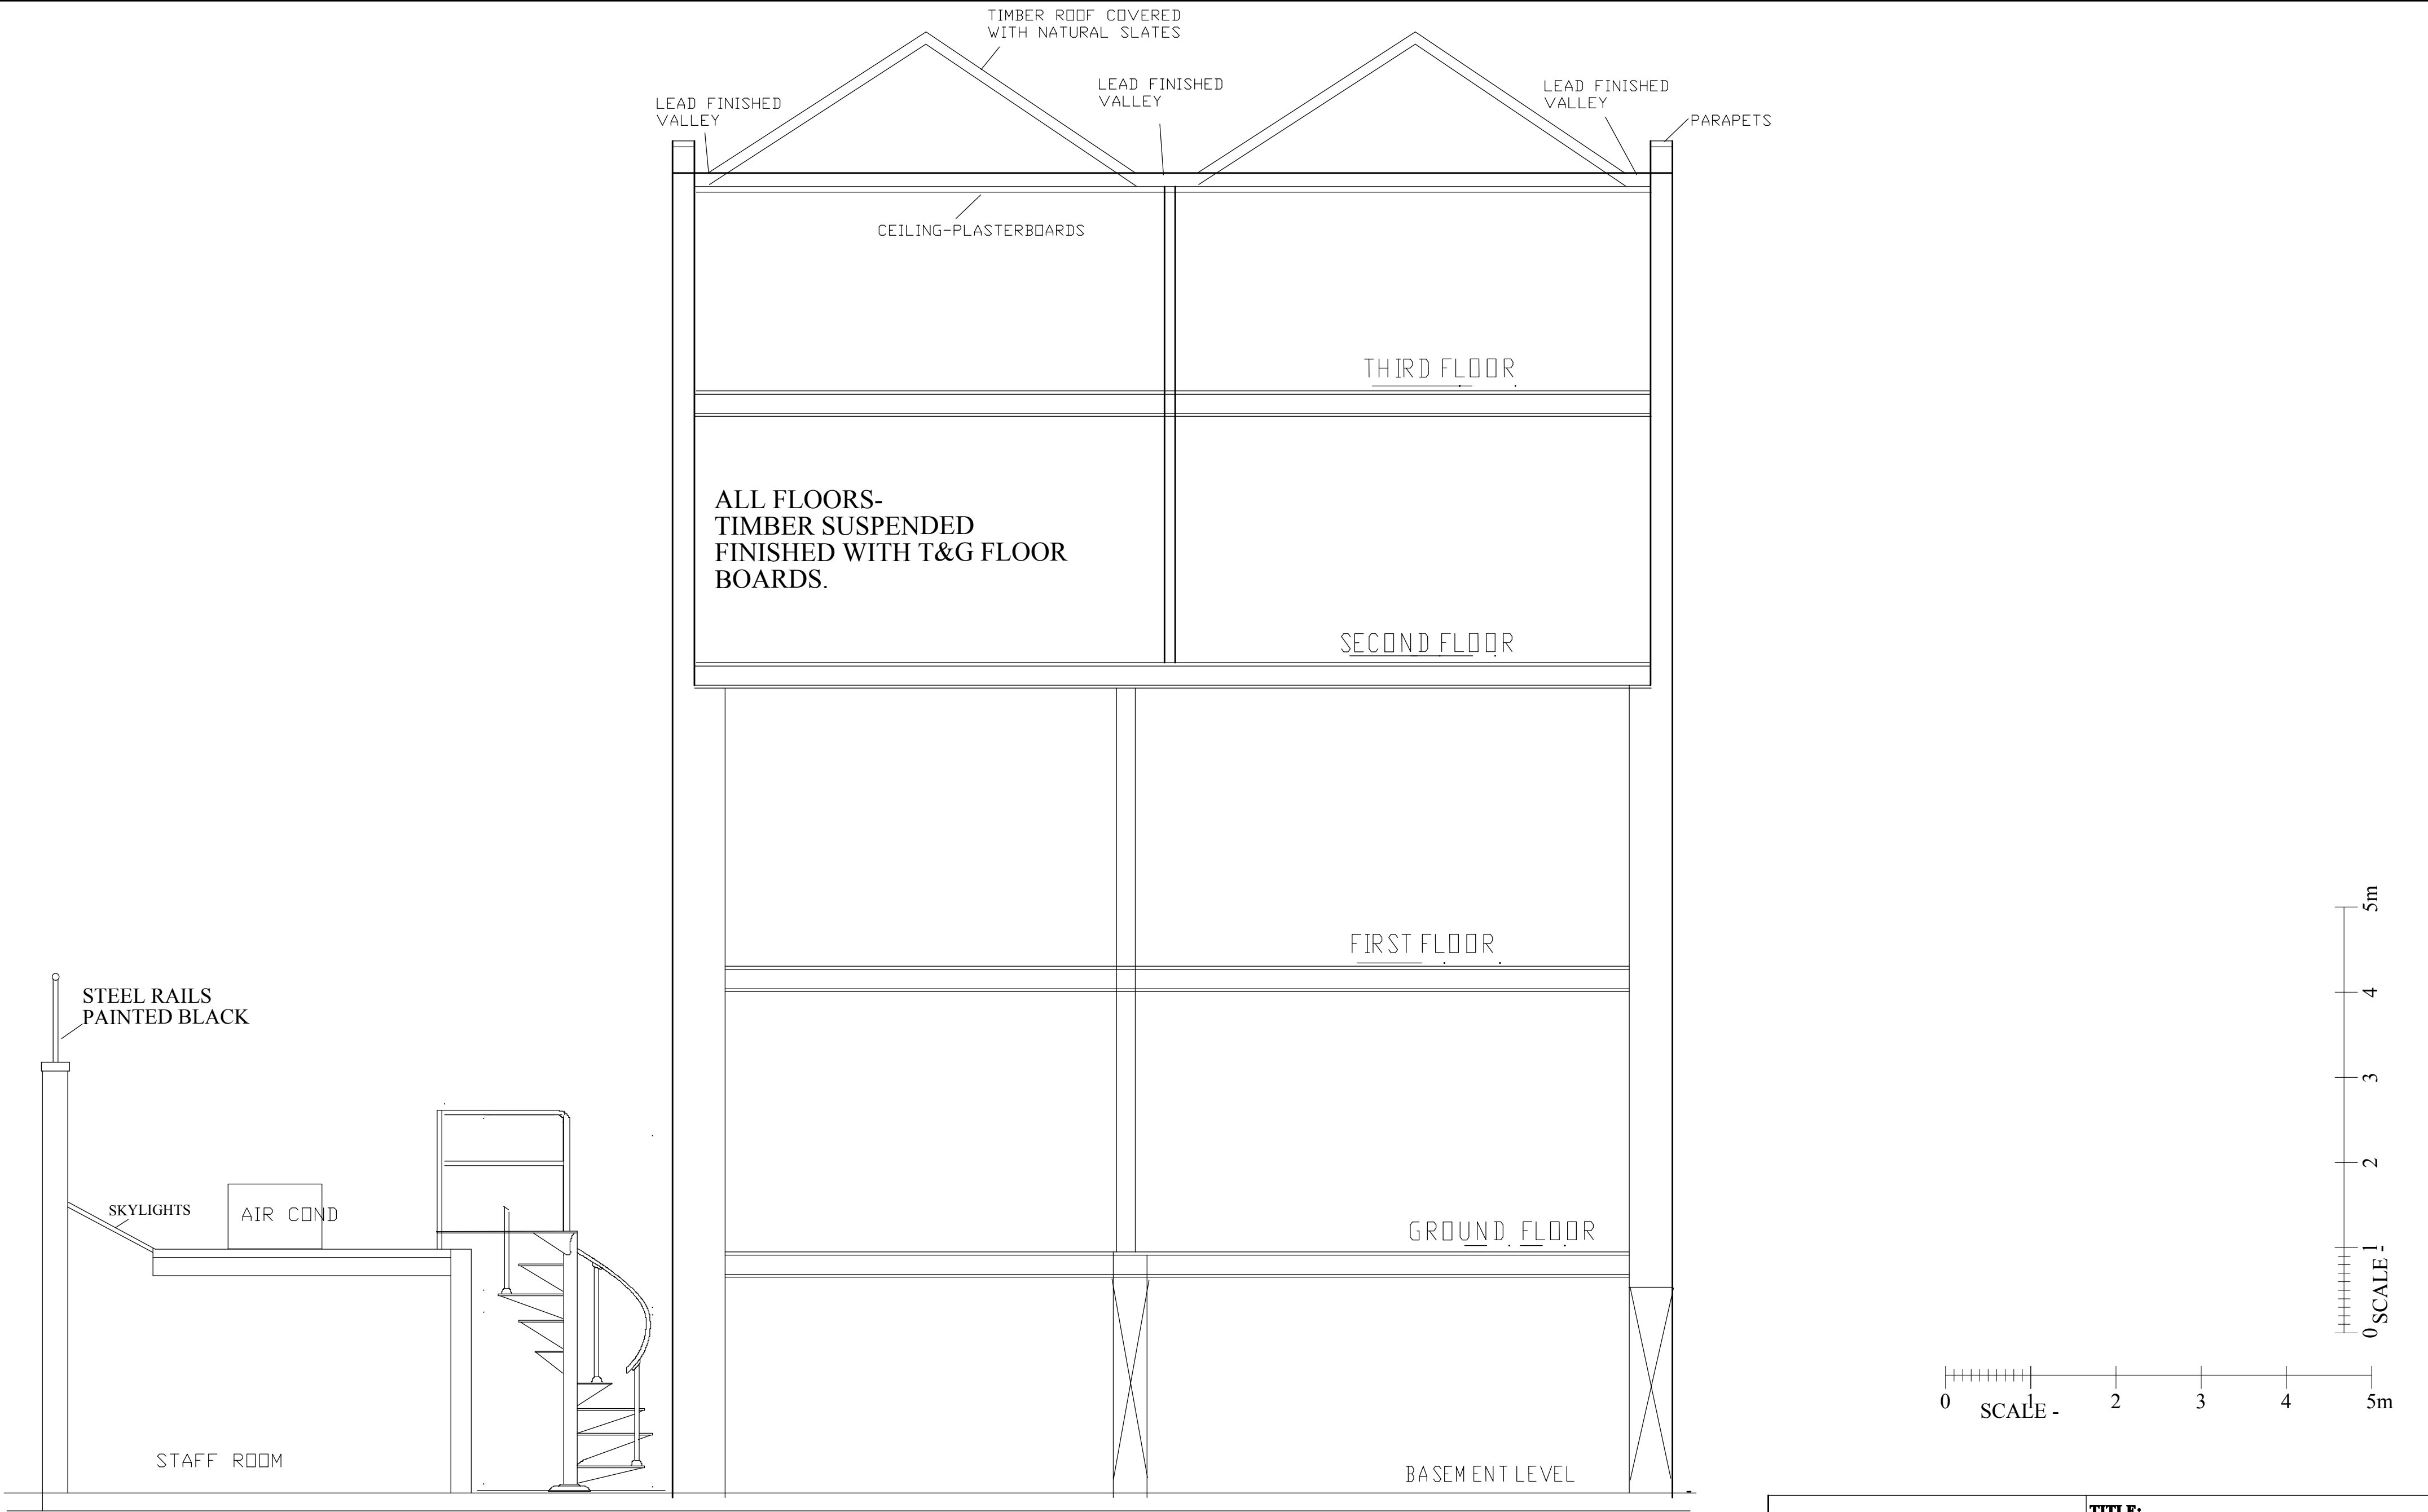 TIMBER ROOF COVERED
WITH NATURAL SLATES
LEAD FINISHED
VALLEY
LEAD FINISHED
VALLEY
LEAD FINISHED
VALLEY
PARAPETS
CEILING-PLASTERBOARDS
THIRD FLOOR
ALL FLOORS-
TIMBER SUSPENDED
FINISHED WITH T&G FLOOR
BOARDS.
SECOND FLOOR
FIRST FLOOR
STEEL RAILS
PAINTED BLACK
SKYLIGHTS
AIR COND
GROUND FLOOR
STAFF ROOM
BASEMENT LEVEL
5m
4
3
2
1
0
SCALE -
0 1 2 3 4 5m
SCALE -
TITLE: